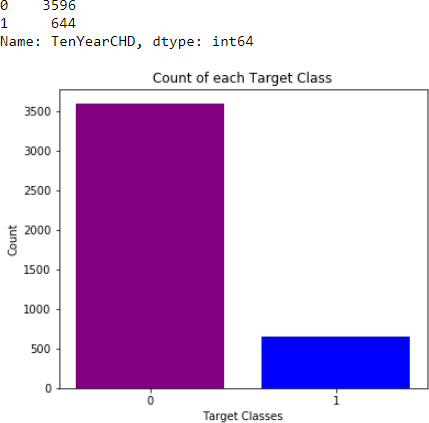 0    3596
1     644
Name: TenYearCHD, dtype: int64
Count of each Target Class
3500
3000
2500
2000
1500
1000
500
0
Count
0 1
Target Classes